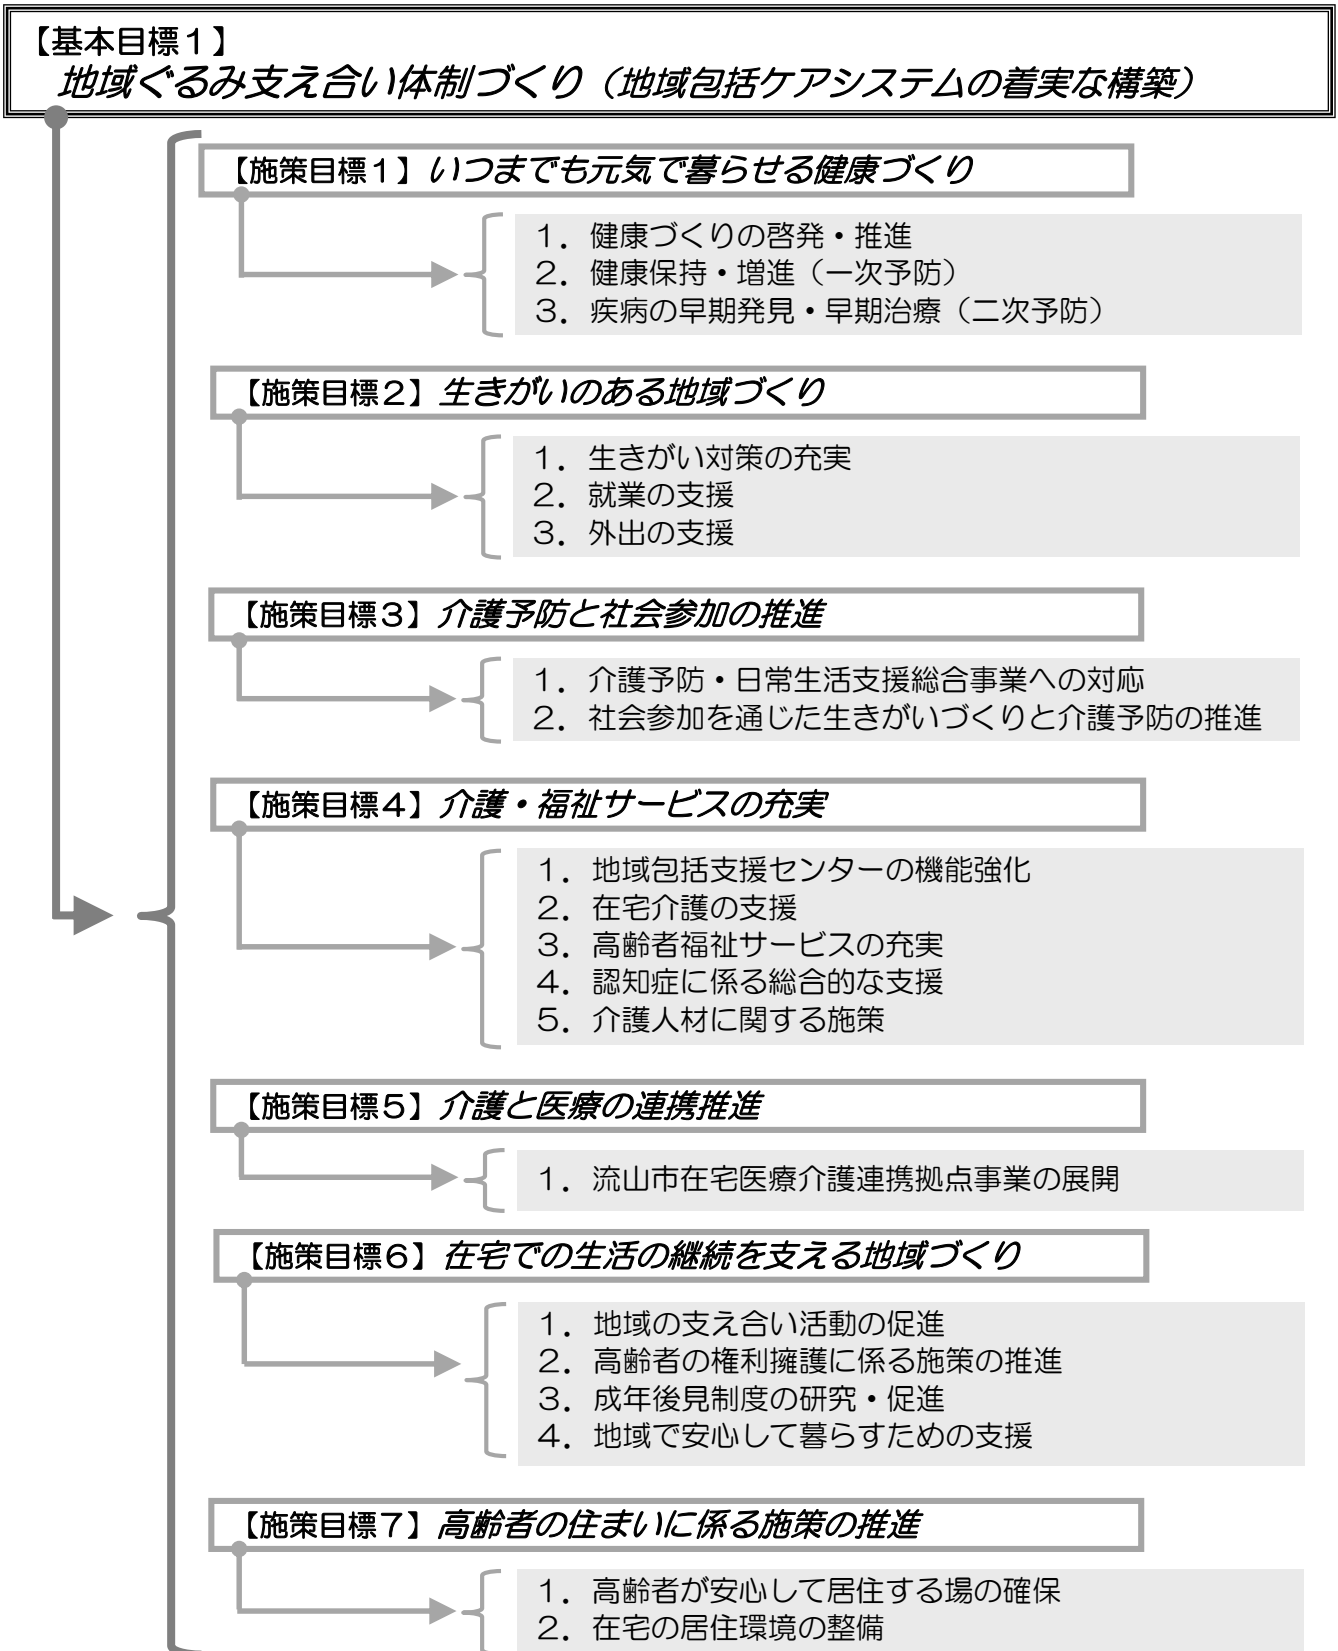 【基本目標１】
地域ぐるみ支え合い体制づくり（地域包括ケアシステムの着実な構築）
【施策目標１】いつまでも元気で暮らせる健康づくり
１．健康づくりの啓発・推進
２．健康保持・増進（一次予防）
３．疾病の早期発見・早期治療（二次予防）
【施策目標２】生きがいのある地域づくり
１．生きがい対策の充実
２．就業の支援
３．外出の支援
【施策目標３】介護予防と社会参加の推進
１．介護予防・日常生活支援総合事業への対応
２．社会参加を通じた生きがいづくりと介護予防の推進
【施策目標４】介護・福祉サービスの充実
１．地域包括支援センターの機能強化
２．在宅介護の支援
３．高齢者福祉サービスの充実
４．認知症に係る総合的な支援
５．介護人材に関する施策
【施策目標５】介護と医療の連携推進
１．流山市在宅医療介護連携拠点事業の展開
【施策目標６】在宅での生活の継続を支える地域づくり
１．地域の支え合い活動の促進
２．高齢者の権利擁護に係る施策の推進
３．成年後見制度の研究・促進
４．地域で安心して暮らすための支援
【施策目標７】高齢者の住まいに係る施策の推進
１．高齢者が安心して居住する場の確保
２．在宅の居住環境の整備